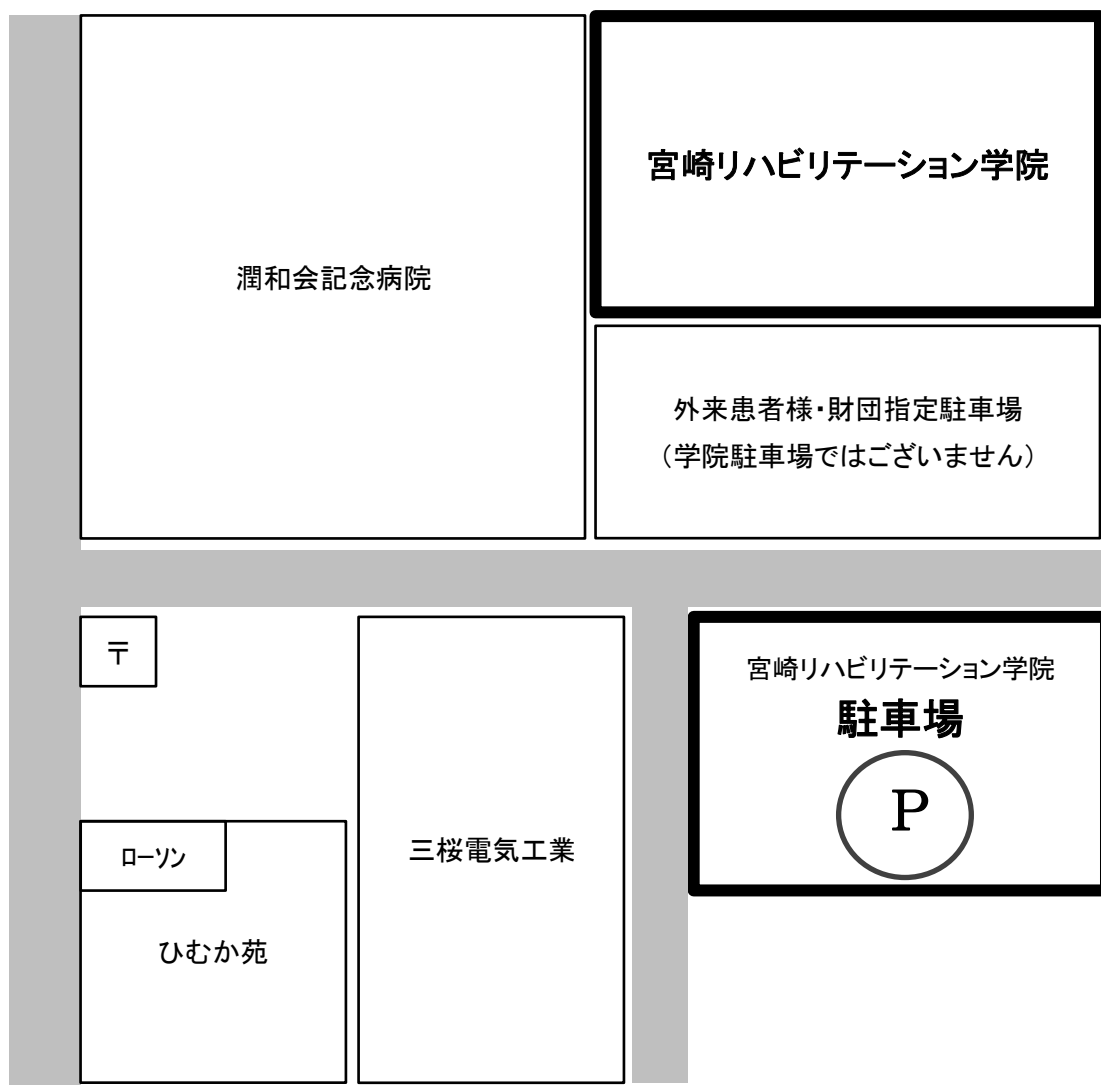 宮崎リハビリテーション学院
潤和会記念病院
外来患者様・財団指定駐車場
（学院駐車場ではございません）
〒
宮崎リハビリテーション学院
駐車場
P
ローソン
三桜電気工業
ひむか苑